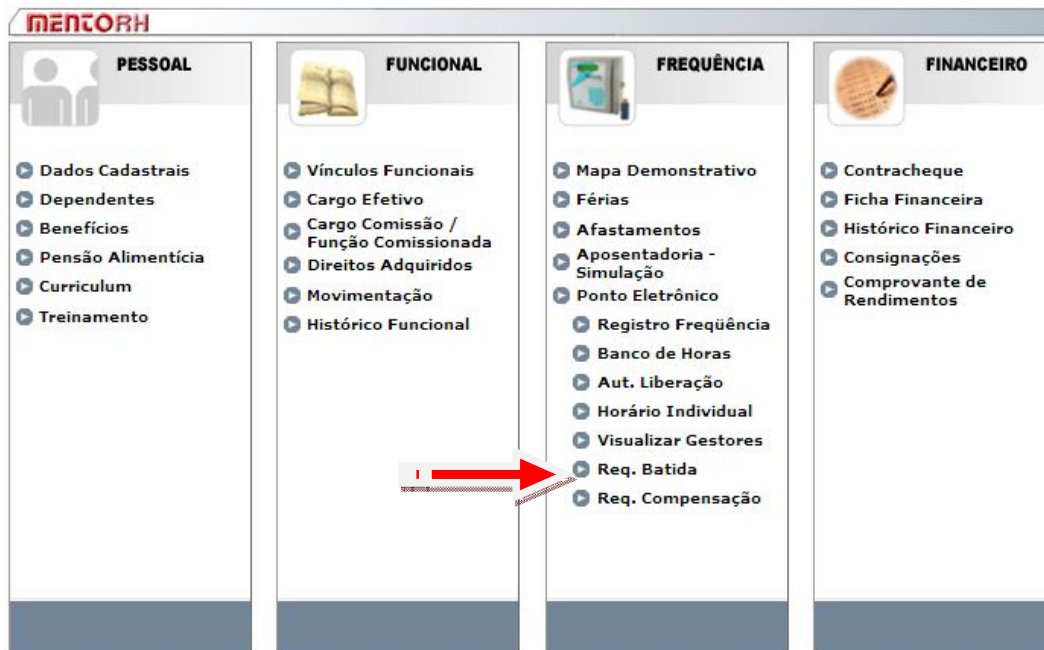 MENTORH
PESSOAL
Dados Cadastrais
Dependentes
Benefícios
Pensão Alimentícia
Curriculum
Treinamento
FUNCIONAL
Vínculos Funcionais
Cargo Efetivo
Cargo Comissão /
Função Comissionada
Direitos Adquiridos
Movimentação
Histórico Funcional
FREQUÊNCIA
Mapa Demonstrativo
Férias
Afastamentos
Aposentadoria -
Simulação
Ponto Eletrônico
Registro Freqüência
Banco de Horas
Aut. Liberação
Horário Individual
Visualizar Gestores
Req. Batida
Req. Compensação
FINANCEIRO
Contracheque
Ficha Financeira
Histórico Financeiro
Consignações
Comprovante de
Rendimentos